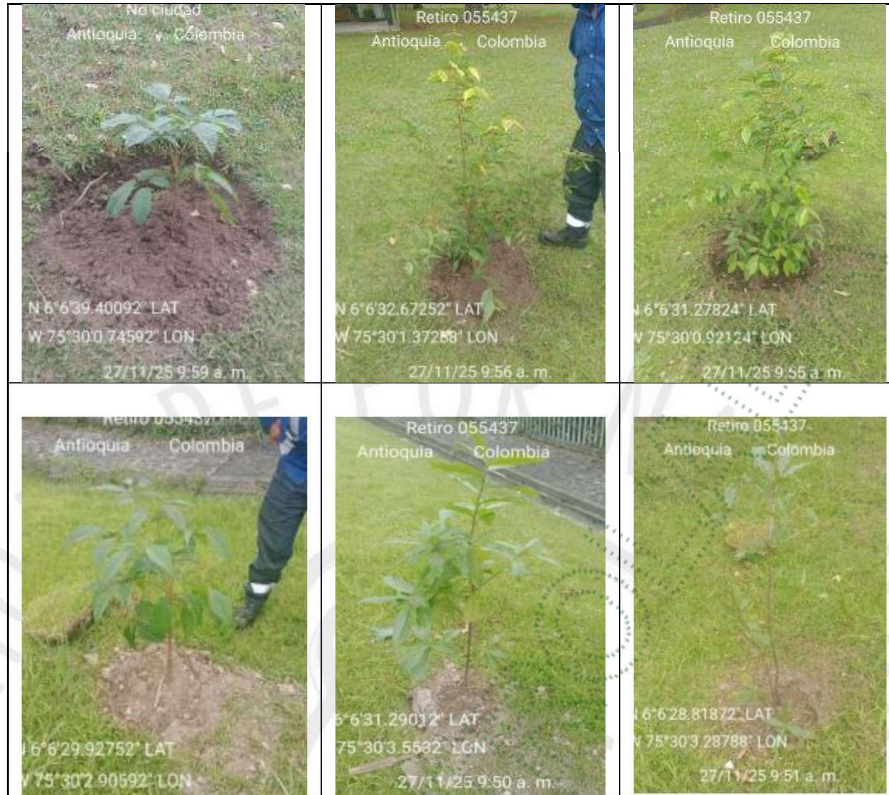 No ciudad
Antioquia Colombia
N 6°6'39.40092" LAT
W 75°30'0.74592" LON
27/11/25 9:59 a. m.
Retiro 055437
Antioquia Colombia
N 6°6'32.67252" LAT
W 75°30'1.37268" LON
27/11/25 9:56 a. m.
Retiro 055437
Antioquia Colombia
N 6°6'31.27824" LAT
W 75°30'0.92124" LON
27/11/25 9:55 a. m.
Retiro 055437
Antioquia Colombia
N 6°6'29.92752" LAT
W 75°30'2.90592" LON
Retiro 055437
Antioquia Colombia
6°6'31.29012" LAT
75°30'3.5532" LON
27/11/25 9:50 a. m.
Retiro 055437
Antioquia Colombia
N 6°6'28.81872" LAT
W 75°30'3.28788" LON
27/11/25 9:51 a. m.